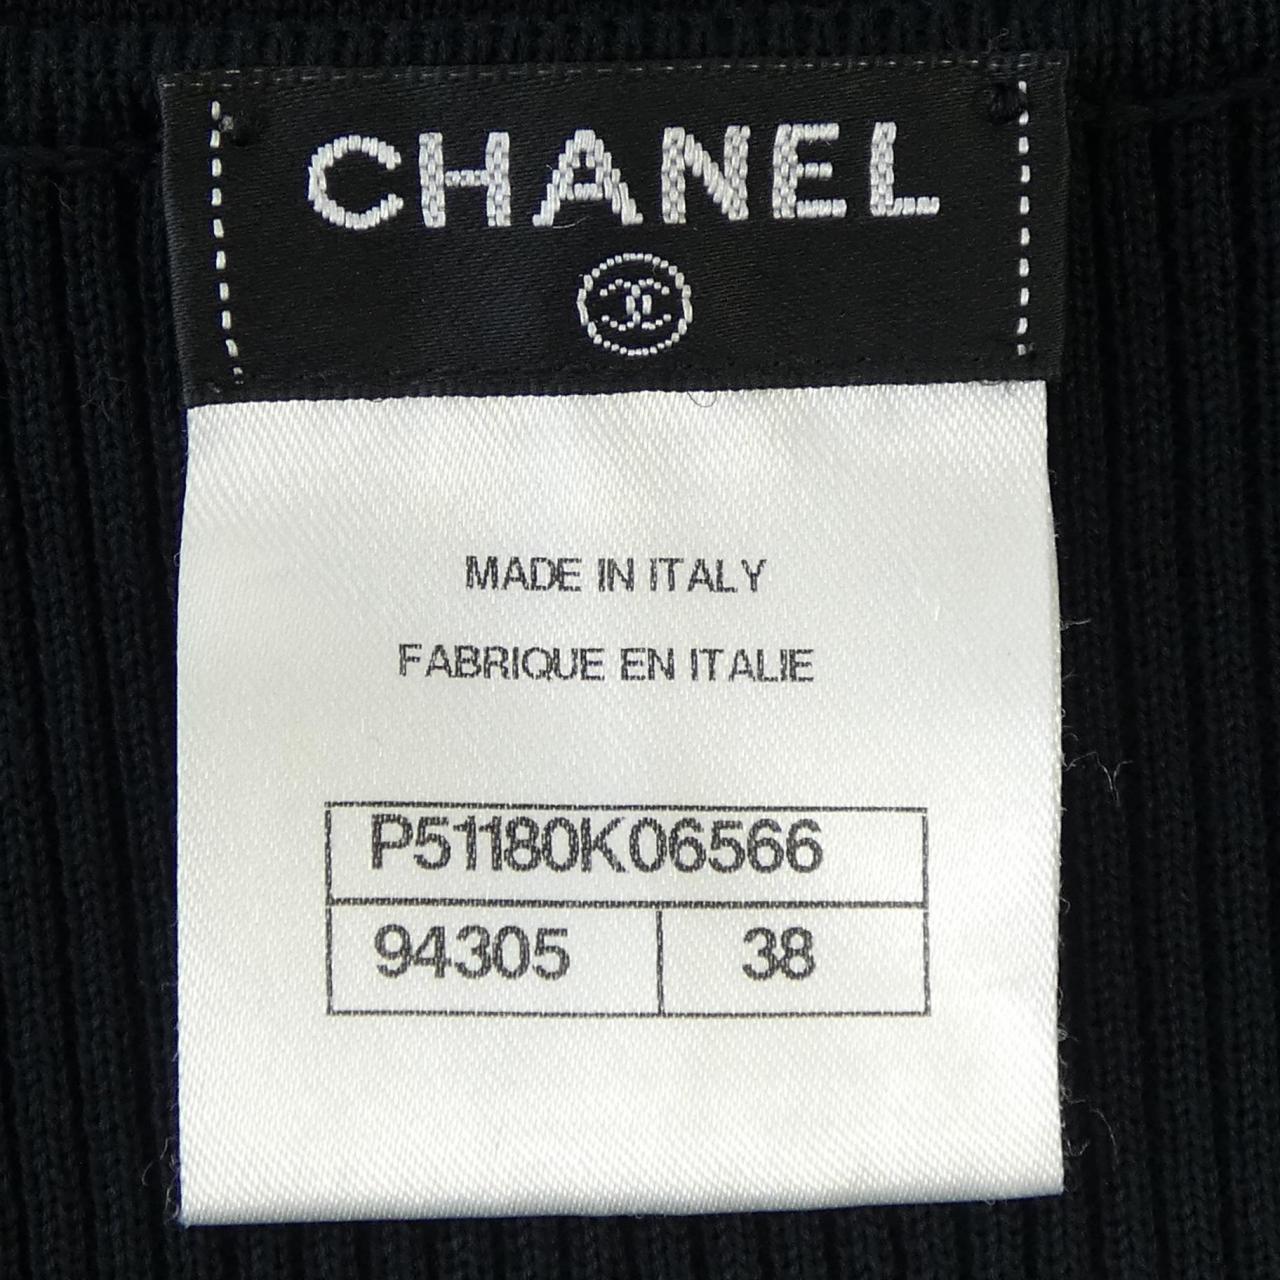 CHANEL
MADE IN ITALY
FABRIQUE EN ITALIE
P51180K06566
94305 38